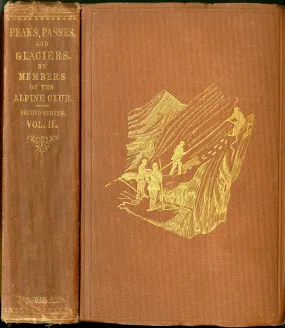 PEAKS, PASSES,
AND
GLACIERS.
BY
MEMBERS
OF THE
ALPINE CLUB
SECOND SERIES.
VOL. II.